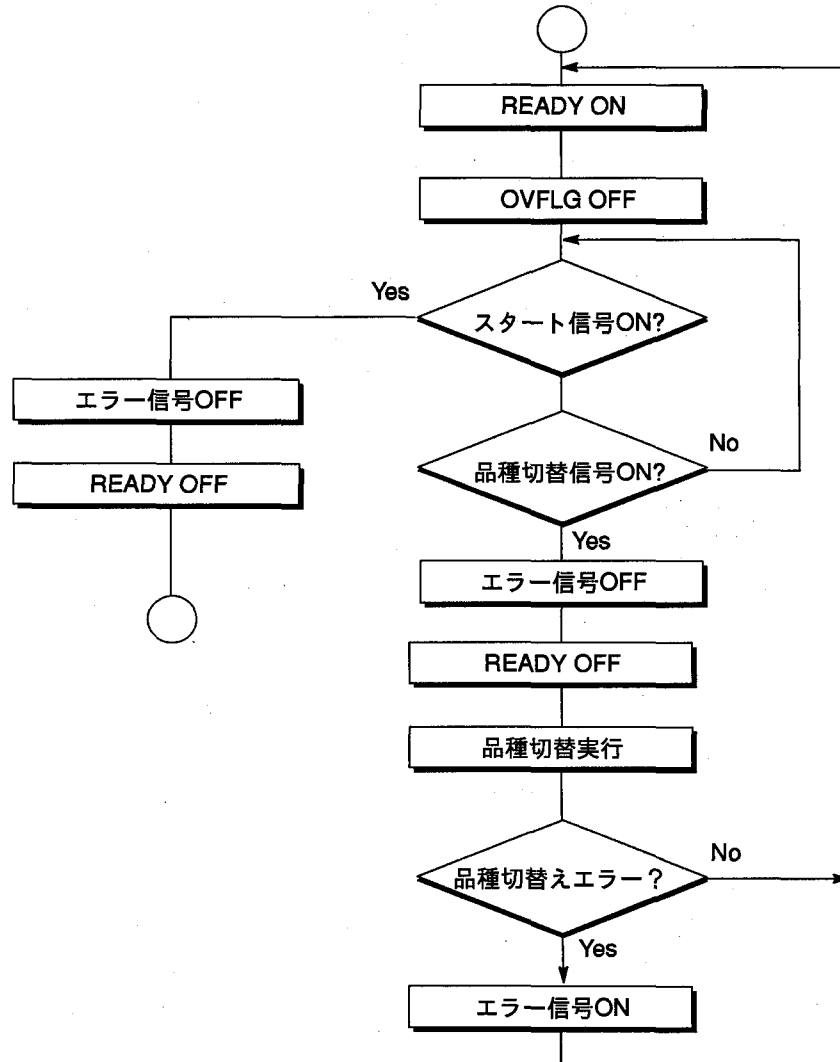 READY ON
OVFLG OFF
Yes
スタート信号ON?
エラー信号OFF
READY OFF
品種切替信号ON?
No
Yes
エラー信号OFF
READY OFF
品種切替実行
品種切替えエラー？
No
Yes
エラー信号ON